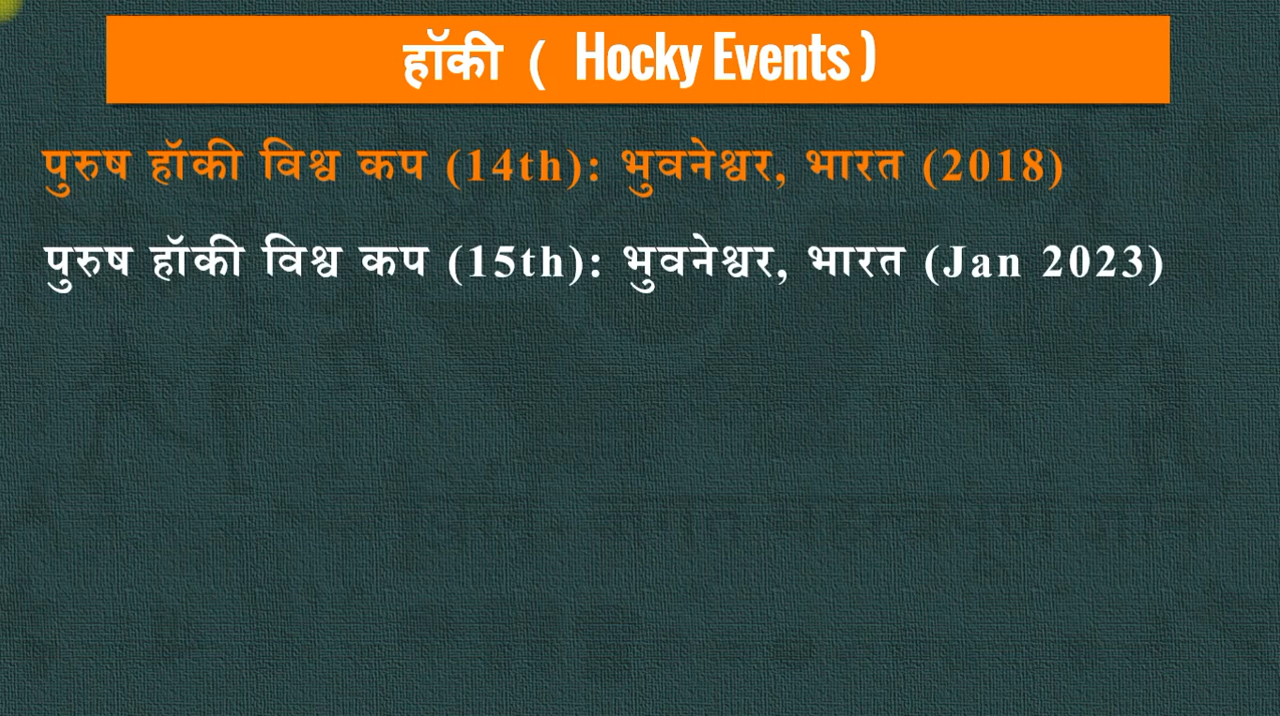 हॉकी ( Hocky Events )
पुरुष हॉकी विश्व कप (14th): भुवनेश्वर, भारत (2018)
पुरुष हॉकी विश्व कप (15th): भुवनेश्वर, भारत (Jan 2023)